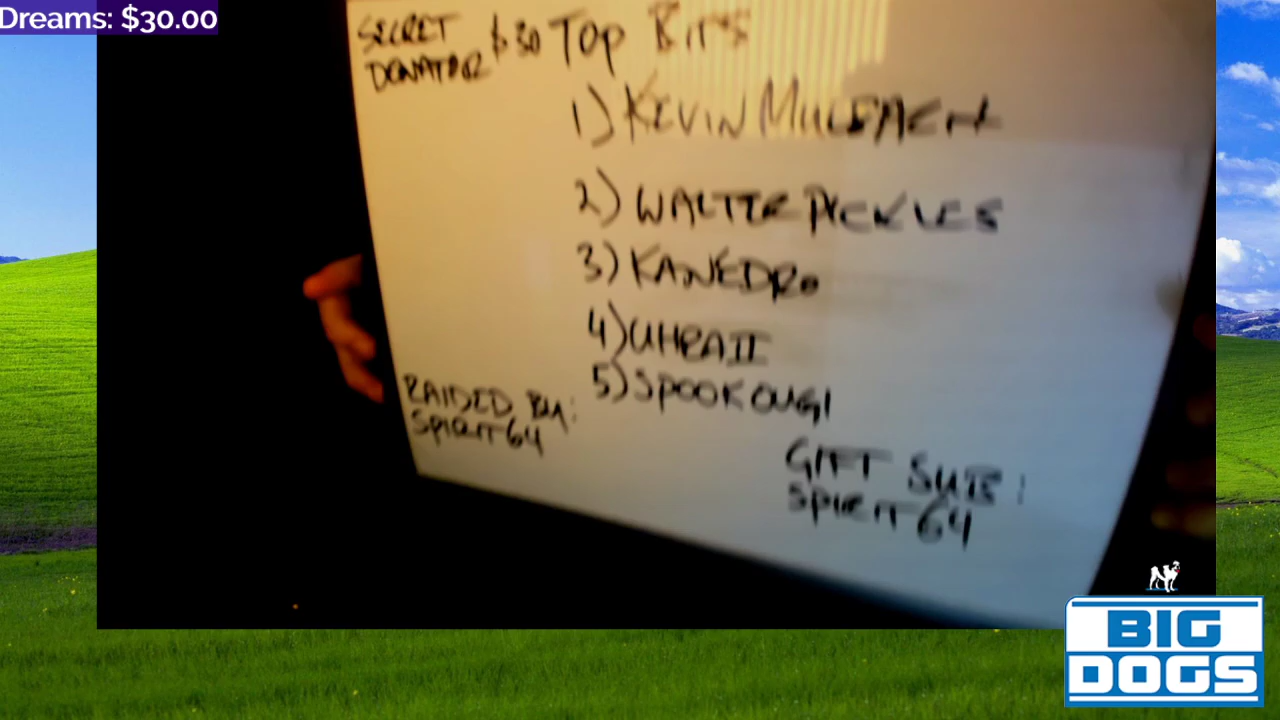 Dreams: $30.00
SECRET DONATOR $30
TOP BITS
1) KEVIN MULEACH
2) WALTER PICKLES
3) KANEDRO
4) UHRAII
5) SPOOKOUGI
RAIDED BY:
SPIRIT64
GIFT SUB:
SPIRIT64
BIG
DOGS